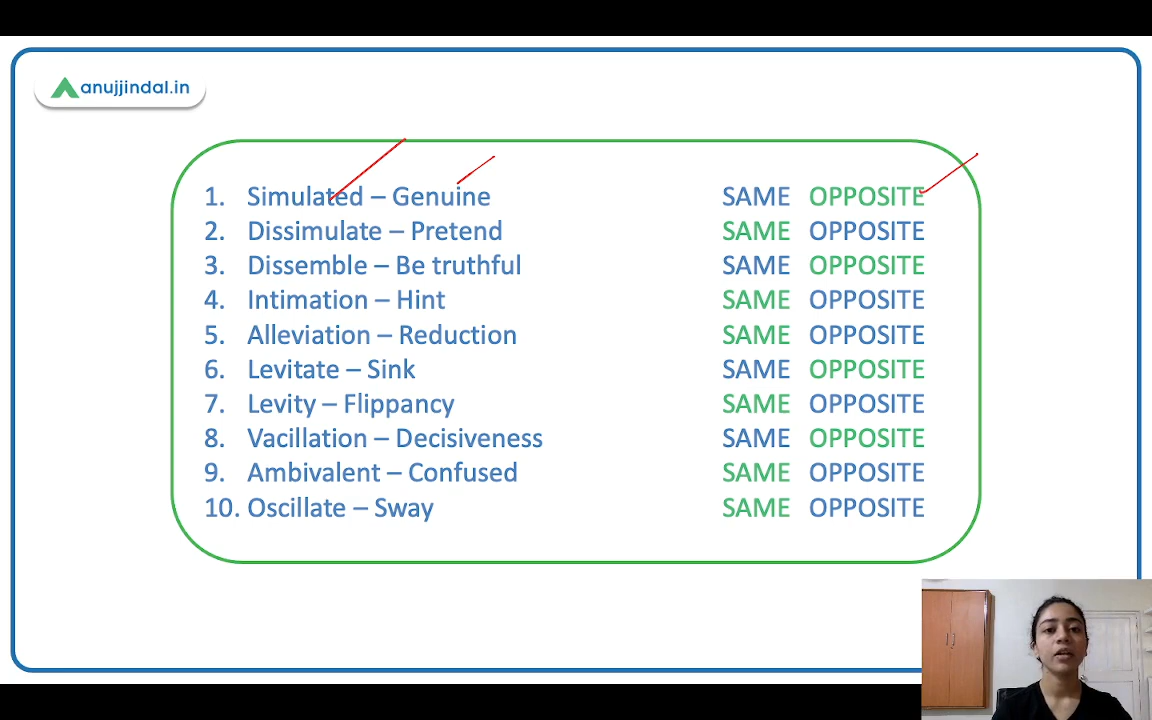 anujjindal.in
1. Simulated – Genuine SAME OPPOSITE
2. Dissimulate – Pretend SAME OPPOSITE
3. Dissemble – Be truthful SAME OPPOSITE
4. Intimation – Hint SAME OPPOSITE
5. Alleviation – Reduction SAME OPPOSITE
6. Levitate – Sink SAME OPPOSITE
7. Levity – Flippancy SAME OPPOSITE
8. Vacillation – Decisiveness SAME OPPOSITE
9. Ambivalent – Confused SAME OPPOSITE
10. Oscillate – Sway SAME OPPOSITE